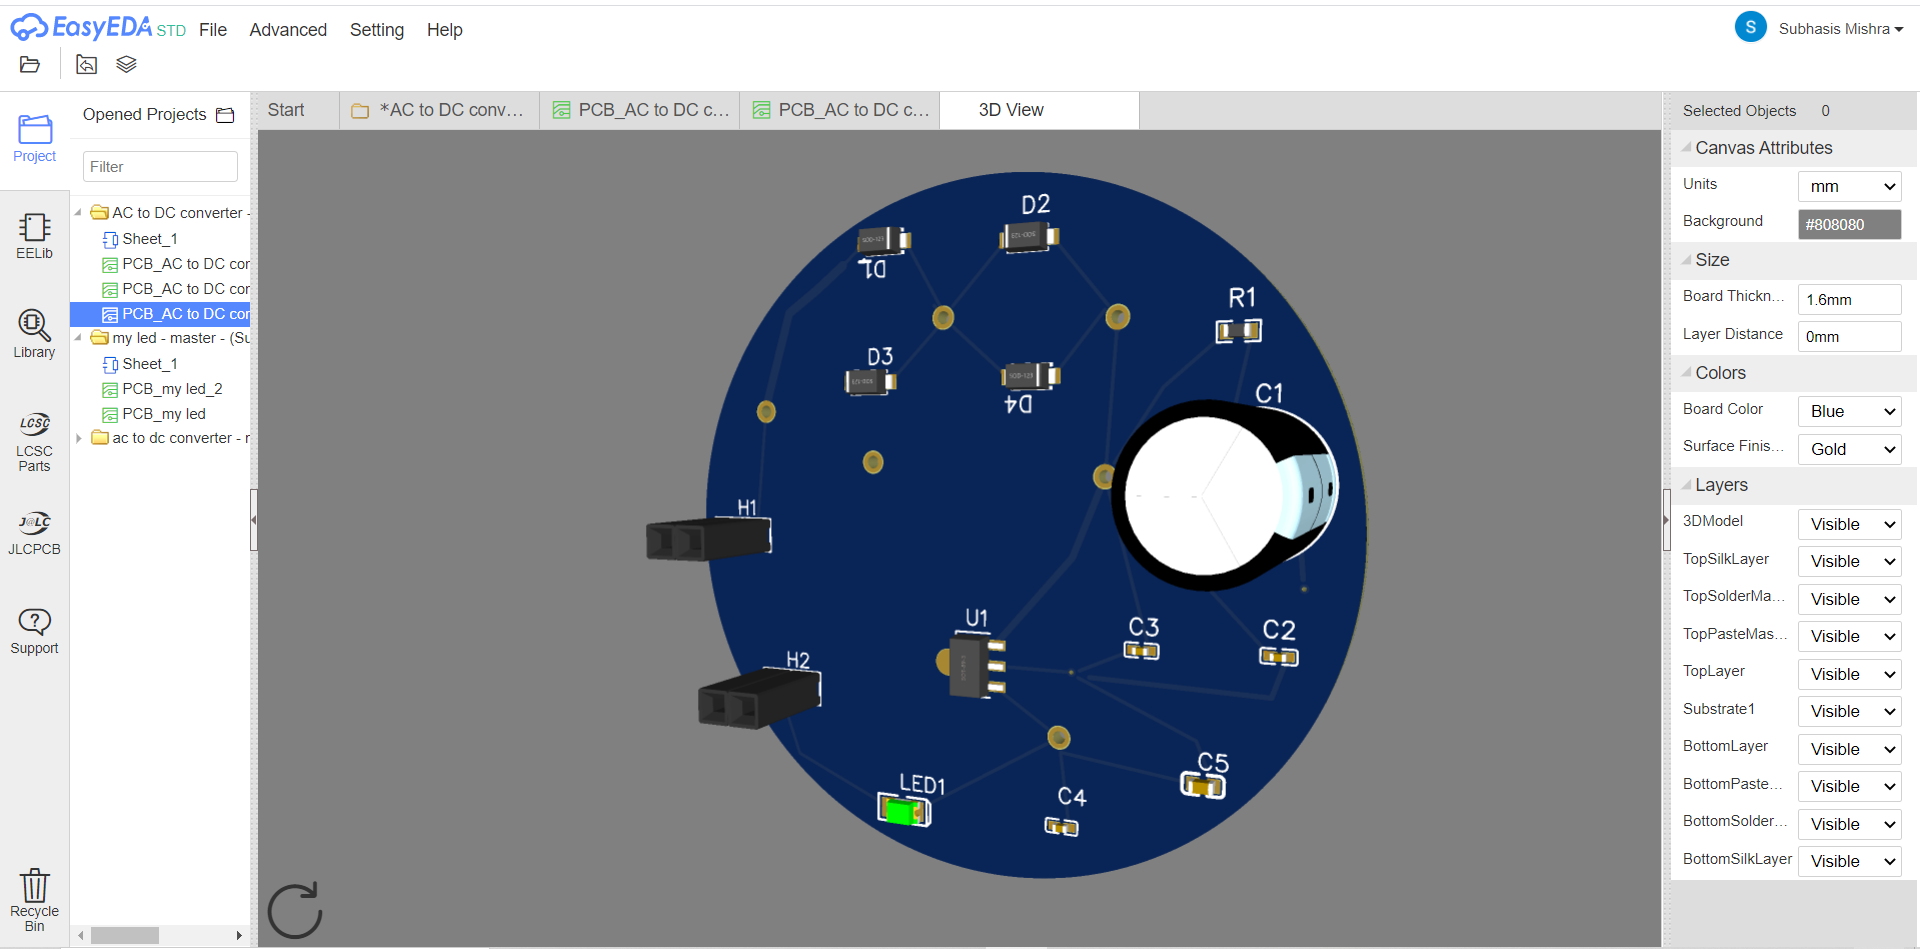 EasyEDA STD File Advanced Setting Help
S Subhasis Mishra
Project
EELib
Library
LCSC
LCSC
Parts
J@LC
JLCPCB
Support
Recycle
Bin
Opened Projects
Filter
AC to DC converter -
Sheet_1
PCB_AC to DC cor
PCB_AC to DC cor
PCB_AC to DC cor
my led - master - (Su
Sheet_1
PCB_my led_2
PCB_my led
ac to dc converter - r
Start *AC to DC conv... PCB_AC to DC c... PCB_AC to DC c... 3D View
D2
D1
R1
D3
C1
D4
H1
U1
C3
C2
H2
C5
LED1
C4
Selected Objects 0
Canvas Attributes
Units mm
Background #808080
Size
Board Thickn... 1.6mm
Layer Distance 0mm
Colors
Board Color Blue
Surface Finis... Gold
Layers
3DModel Visible
TopSilkLayer Visible
TopSolderMa... Visible
TopPasteMas... Visible
TopLayer Visible
Substrate1 Visible
BottomLayer Visible
BottomPaste... Visible
BottomSolder... Visible
BottomSilkLayer Visible